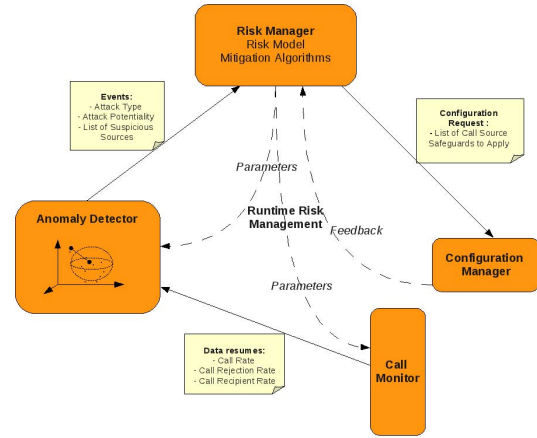 Risk Manager
Risk Model
Mitigation Algorithms
Events:
- Attack Type
- Attack Potentiality
- List of Suspicious
Sources
Configuration
Request :
- List of Call Source
Safeguards to Apply
Parameters
Anomaly Detector
Runtime Risk
Management
Feedback
Configuration
Manager
Parameters
Data resumes:
- Call Rate
- Call Rejection Rate
- Call Recipient Rate
Call
Monitor